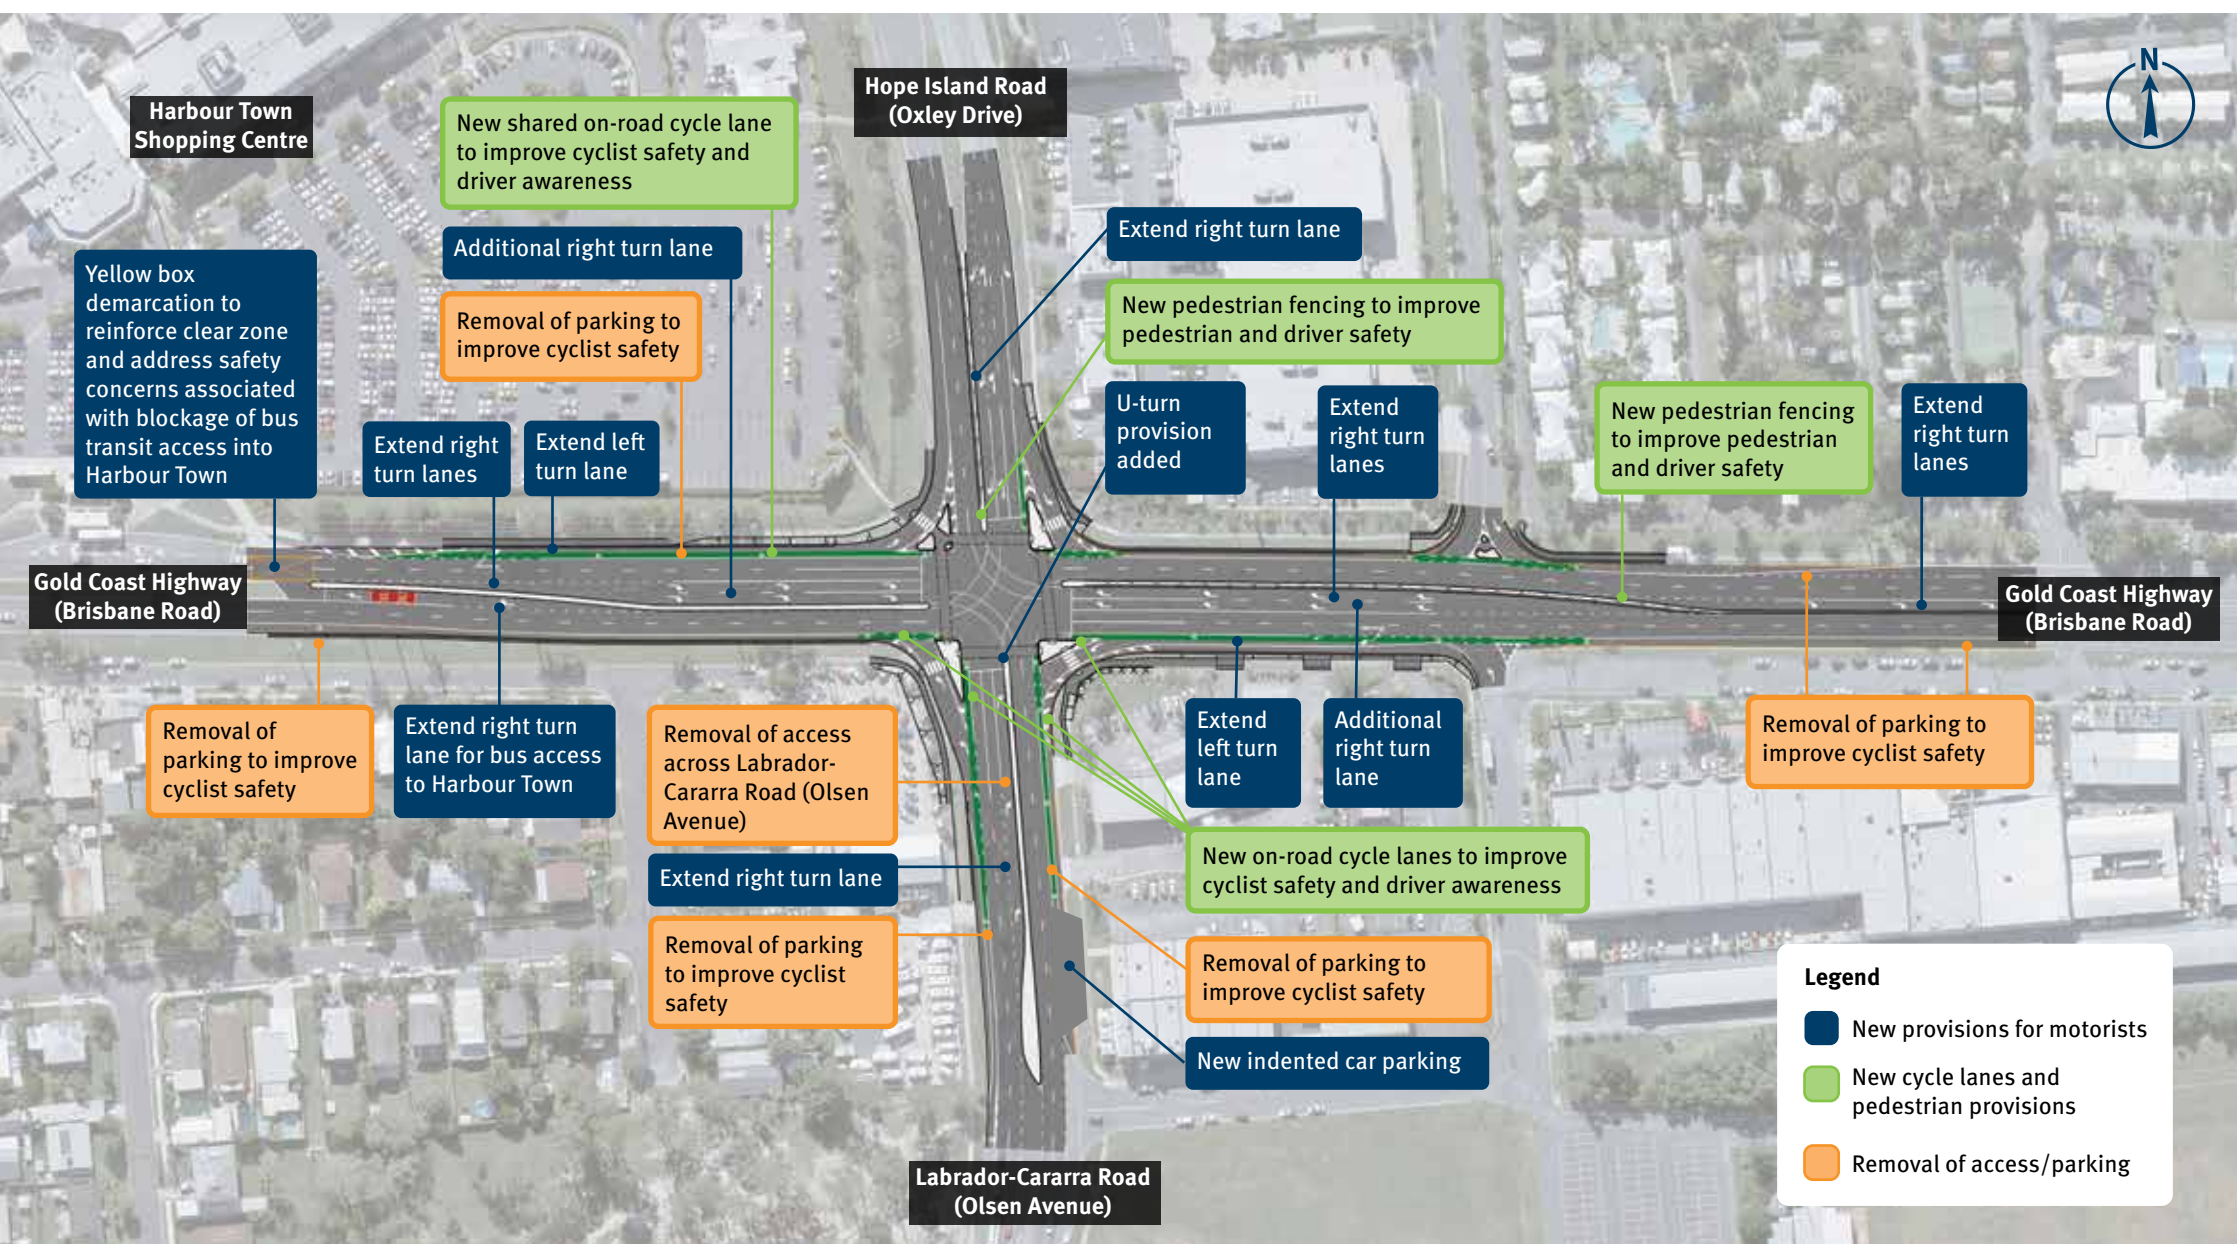 N
Hope Island Road
(Oxley Drive)
Harbour Town
Shopping Centre
New shared on-road cycle lane
to improve cyclist safety and
driver awareness
Additional right turn lane
Removal of parking to
improve cyclist safety
Yellow box
demarcation to
reinforce clear zone
and address safety
concerns associated
with blockage of bus
transit access into
Harbour Town
Extend right
turn lanes
Extend left
turn lane
Extend right turn lane
New pedestrian fencing to improve
pedestrian and driver safety
U-turn
provision
added
Extend
right turn
lanes
New pedestrian fencing
to improve pedestrian
and driver safety
Extend
right turn
lanes
Gold Coast Highway
(Brisbane Road)
Gold Coast Highway
(Brisbane Road)
Removal of
parking to improve
cyclist safety
Extend right turn
lane for bus access
to Harbour Town
Removal of access
across Labrador-
Cararra Road (Olsen
Avenue)
Extend right turn lane
Removal of parking
to improve cyclist
safety
Extend
left turn
lane
Additional
right turn
lane
Removal of parking to
improve cyclist safety
New on-road cycle lanes to improve
cyclist safety and driver awareness
Removal of parking to
improve cyclist safety
New indented car parking
Labrador-Cararra Road
(Olsen Avenue)
Legend
New provisions for motorists
New cycle lanes and
pedestrian provisions
Removal of access/parking